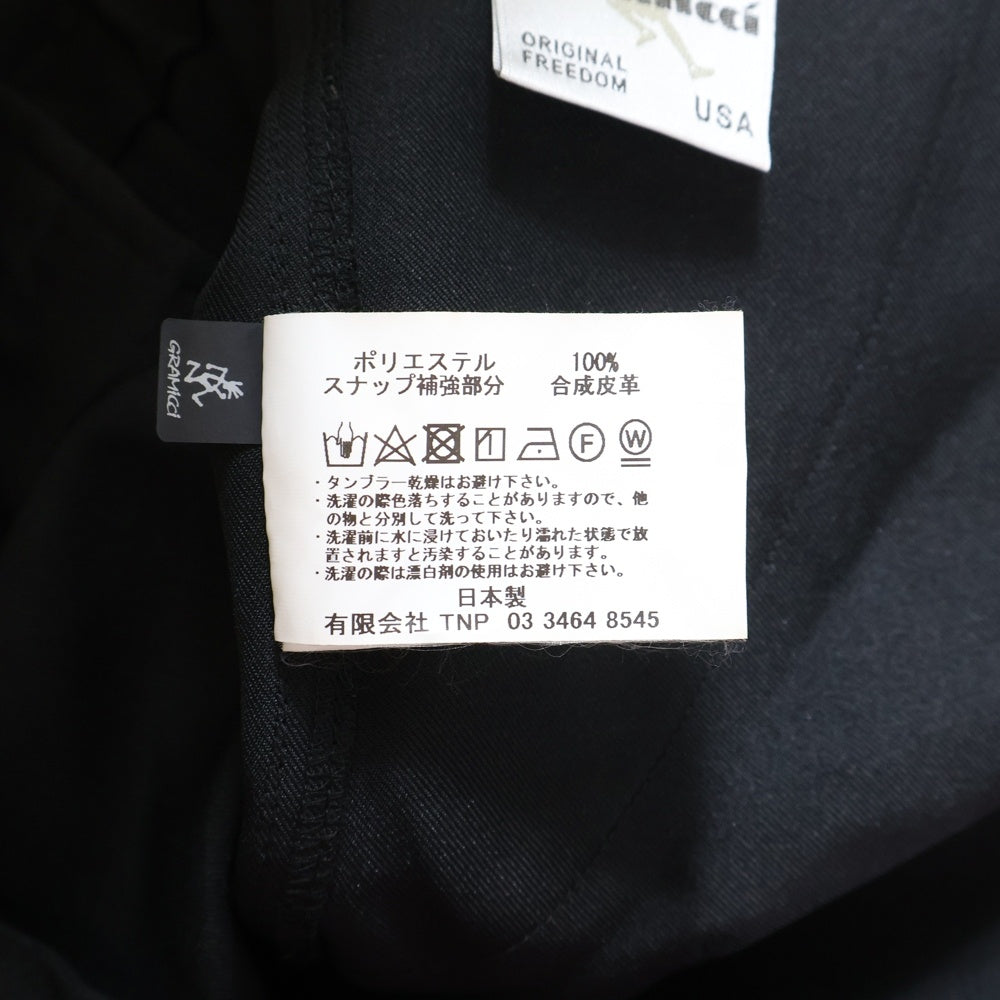 ORIGINAL
FREEDOM
USA
GRAMICCI
ポリエステル 100%
スナップ補強部分 合成皮革
F W
・タンブラー乾燥はお避け下さい。
・洗濯の際色落ちすることがありますので、他
の物と分別して洗って下さい。
・洗濯前に水に浸けておいたり濡れた状態で放
置されますと汚染することがあります。
・洗濯の際は漂白剤の使用はお避け下さい。
日本製
有限会社 TNP 03 3464 8545